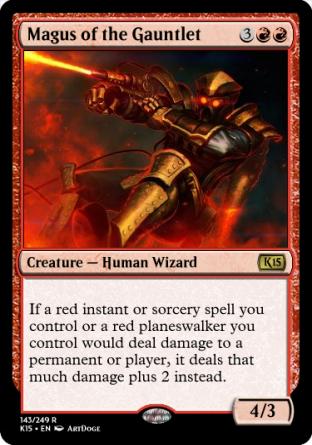 Magus of the Gauntlet 3
K15
Creature — Human Wizard
If a red instant or sorcery spell you
control or a red planeswalker you
control would deal damage to a
permanent or player, it deals that
much damage plus 2 instead.
4/3
143/249 R
K15 • EN ArtDoge